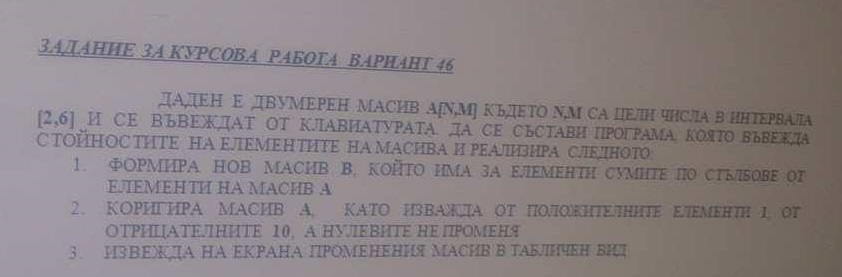 ЗАДАНИЕ ЗА КУРСОВА РАБОТА ВАРИАНТ 46
ДАДЕН Е ДВУМЕРЕН МАСИВ A[N,M] КЪДЕТО N,M СА ЦЕЛИ ЧИСЛА В ИНТЕРВАЛА
[2,6] И СЕ ВЪВЕЖДАТ ОТ КЛАВИАТУРАТА. ДА СЕ СЪСТАВИ ПРОГРАМА, КОЯТО ВЪВЕЖДА
СТОЙНОСТИТЕ НА ЕЛЕМЕНТИТЕ НА МАСИВА И РЕАЛИЗИРА СЛЕДНОТО:
1. ФОРМИРА НОВ МАСИВ B, КОЙТО ИМА ЗА ЕЛЕМЕНТИ СУМИТЕ ПО СТЪЛБОВЕ ОТ
ЕЛЕМЕНТИ НА МАСИВ A
2. КОРИГИРА МАСИВ A, КАТО ИЗВАЖДА ОТ ПОЛОЖИТЕЛНИТЕ ЕЛЕМЕНТИ 1, ОТ
ОТРИЦАТЕЛНИТЕ 10, А НУЛЕВИТЕ НЕ ПРОМЕНЯ
3. ИЗВЕЖДА НА ЕКРАНА ПРОМЕНЕНИЯ МАСИВ В ТАБЛИЧЕН ВИД